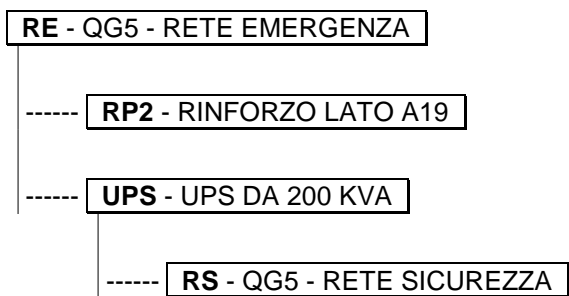 RE - QG5 - RETE EMERGENZA
------ RP2 - RINFORZO LATO A19
------ UPS - UPS DA 200 KVA
------ RS - QG5 - RETE SICUREZZA